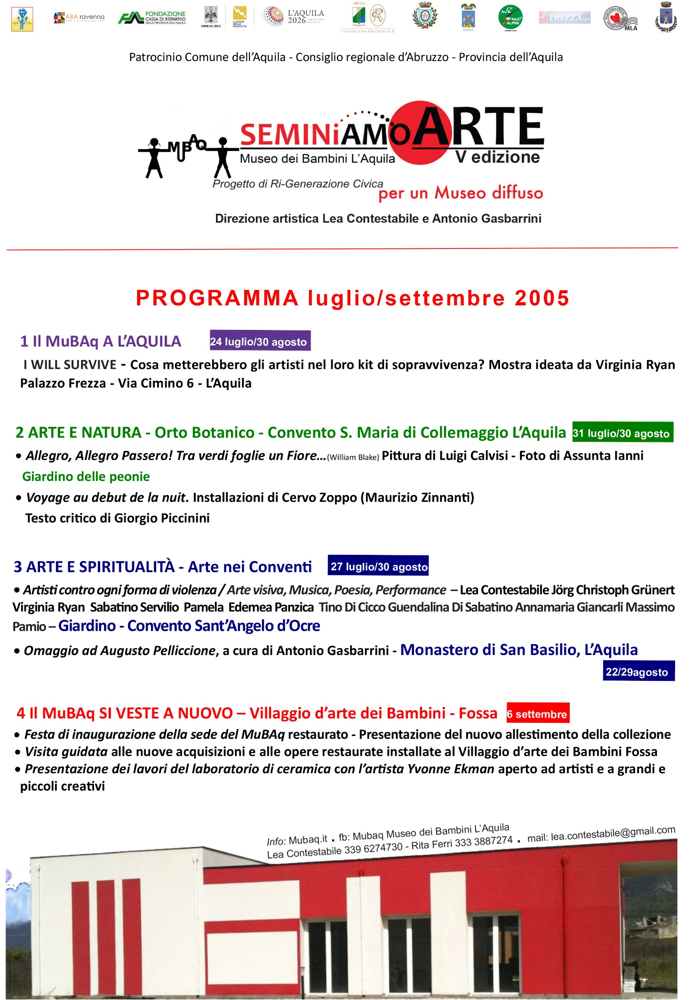 ABA ravenna
FONDAZIONE
CASSA DI RISPARMIO
DELLA PROVINCIA DELL'AQUILA
COMUNE DELL'AQUILA
IL SEGNO
DELLA
RINASCITA
L'AQUILA
2026
CONSIGLIO REGIONALE
ALPINI
FREZZA SpA
MLA
Patrocinio Comune dell'Aquila - Consiglio regionale d'Abruzzo - Provincia dell'Aquila
MUBAQ
SEMINiAMOARTE
Museo dei Bambini L'Aquila
V edizione
Progetto di Ri-Generazione Civica
per un Museo diffuso
Direzione artistica Lea Contestabile e Antonio Gasbarrini
PROGRAMMA luglio/settembre 2005
1 Il MuBAq A L'AQUILA 24 luglio/30 agosto
I WILL SURVIVE - Cosa metterebbero gli artisti nel loro kit di sopravvivenza? Mostra ideata da Virginia Ryan
Palazzo Frezza - Via Cimino 6 - L'Aquila
2 ARTE E NATURA - Orto Botanico - Convento S. Maria di Collemaggio L'Aquila 31 luglio/30 agosto
• Allegro, Allegro Passero! Tra verdi foglie un Fiore...(William Blake) Pittura di Luigi Calvisi - Foto di Assunta Ianni
Giardino delle peonie
• Voyage au debut de la nuit. Installazioni di Cervo Zoppo (Maurizio Zinnanti)
Testo critico di Giorgio Piccinini
3 ARTE E SPIRITUALITÀ - Arte nei Conventi 27 luglio/30 agosto
• Artisti contro ogni forma di violenza / Arte visiva, Musica, Poesia, Performance – Lea Contestabile Jörg Christoph Grünert
Virginia Ryan Sabatino Servilio Pamela Edemea Panzica Tino Di Cicco Guendalina Di Sabatino Annamaria Giancarli Massimo
Pamio – Giardino - Convento Sant'Angelo d'Ocre
• Omaggio ad Augusto Pelliccione, a cura di Antonio Gasbarrini - Monastero di San Basilio, L'Aquila
22/29agosto
4 Il MuBAq SI VESTE A NUOVO – Villaggio d'arte dei Bambini - Fossa 6 settembre
• Festa di inaugurazione della sede del MuBAq restaurato - Presentazione del nuovo allestimento della collezione
• Visita guidata alle nuove acquisizioni e alle opere restaurate installate al Villaggio d'arte dei Bambini Fossa
• Presentazione dei lavori del laboratorio di ceramica con l'artista Yvonne Ekman aperto ad artisti e a grandi e
piccoli creativi
Info: Mubaq.it . fb: Mubaq Museo dei Bambini L'Aquila
Lea Contestabile 339 6274730 - Rita Ferri 333 3887274 . mail: lea.contestabile@gmail.com